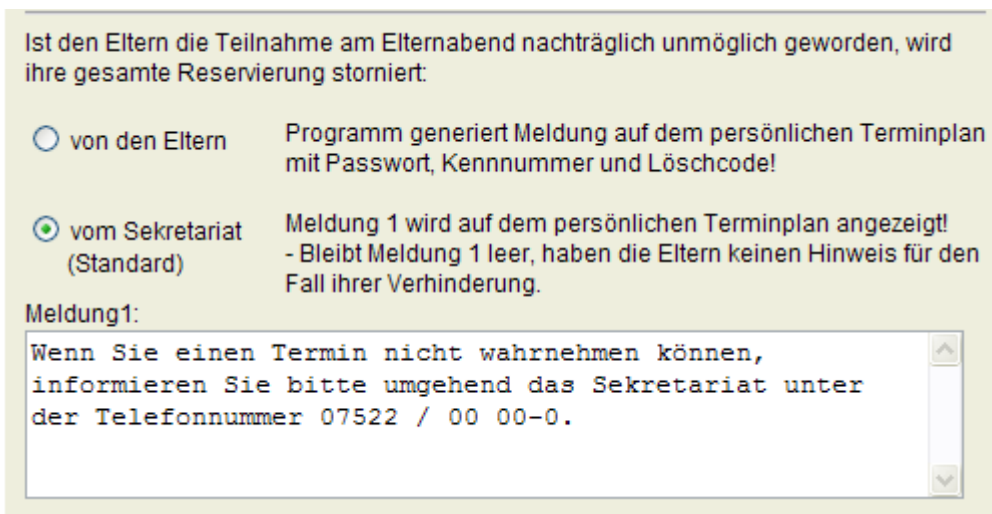 Ist den Eltern die Teilnahme am Elternabend nachträglich unmöglich geworden, wird
ihre gesamte Reservierung storniert:
von den Eltern
Programm generiert Meldung auf dem persönlichen Terminplan
mit Passwort, Kennnummer und Löschcode!
vom Sekretariat
(Standard)
Meldung 1 wird auf dem persönlichen Terminplan angezeigt!
- Bleibt Meldung 1 leer, haben die Eltern keinen Hinweis für den
Fall ihrer Verhinderung.
Meldung1:
Wenn Sie einen Termin nicht wahrnehmen können,
informieren Sie bitte umgehend das Sekretariat unter
der Telefonnummer 07522 / 00 00-0.